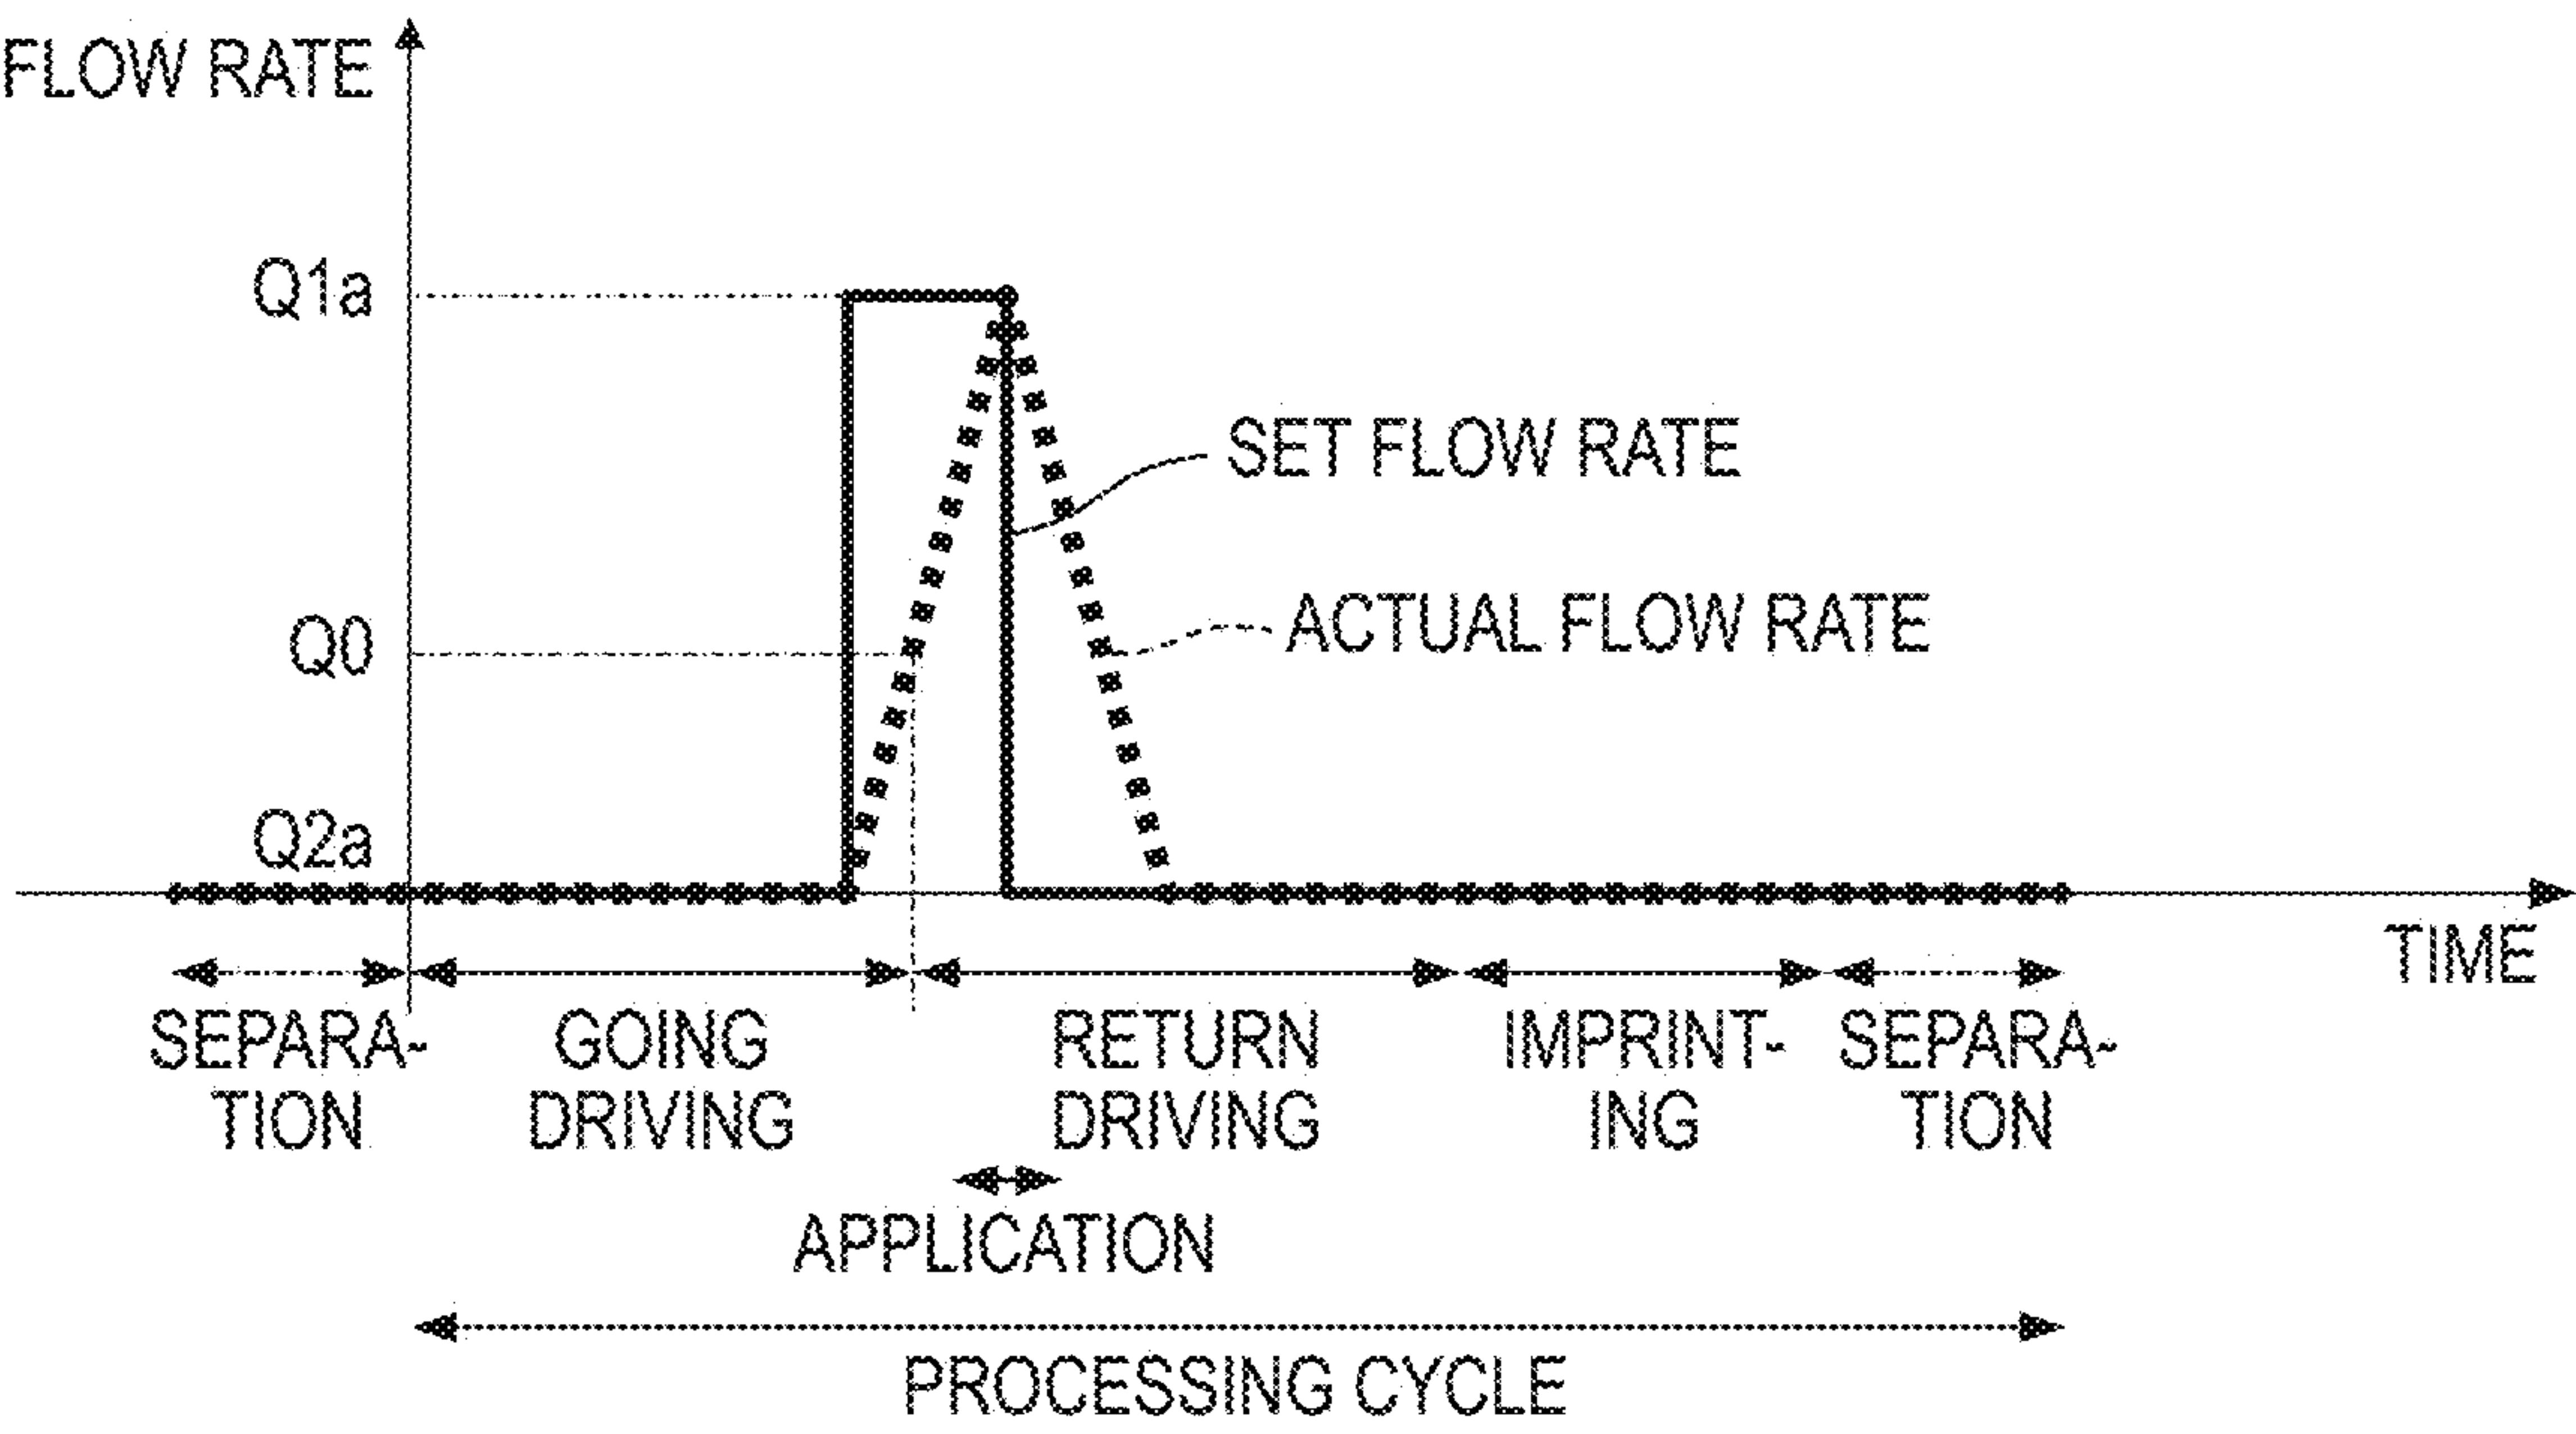 FLOW RATE
Q1a
SET FLOW RATE
ACTUAL FLOW RATE
Q0
Q2a
TIME
SEPARA-
TION
GOING
DRIVING
RETURN
DRIVING
IMPRINT-
ING
SEPARA-
TION
APPLICATION
PROCESSING CYCLE